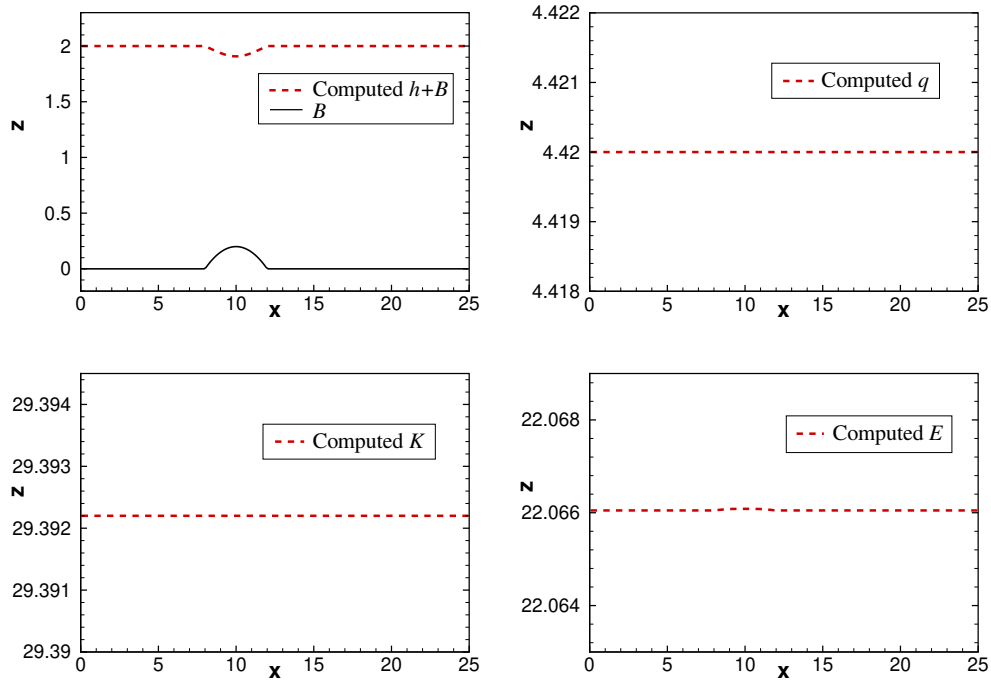 2
1.5
1
0.5
0
z
Computed h+B
B
0 5 10 15 20 25
x
4.422
4.421
4.42
4.419
4.418
z
Computed q
0 5 10 15 20 25
x
29.394
29.393
29.392
29.391
29.39
z
Computed K
0 5 10 15 20 25
x
22.068
22.066
22.064
z
Computed E
0 5 10 15 20 25
x